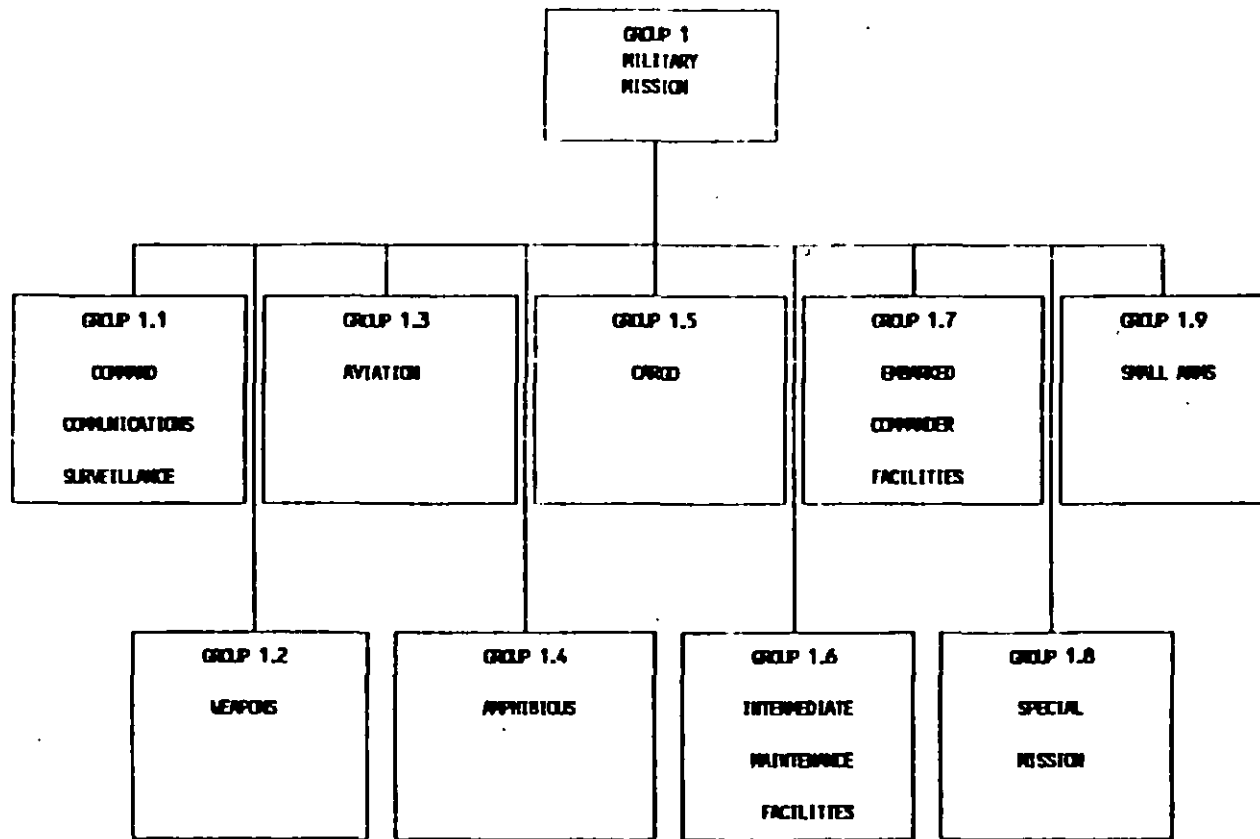 GROUP 1
MILITARY
MISSION
GROUP 1.1
COMMAND
COMMUNICATIONS
SURVEILLANCE
GROUP 1.3
AVIATION
GROUP 1.5
CARGO
GROUP 1.7
EMBARKED
COMMANDER
FACILITIES
GROUP 1.9
SMALL ARMS
GROUP 1.2
WEAPONS
GROUP 1.4
AMPHIBIOUS
GROUP 1.6
INTERMEDIATE
MAINTENANCE
FACILITIES
GROUP 1.8
SPECIAL
MISSION